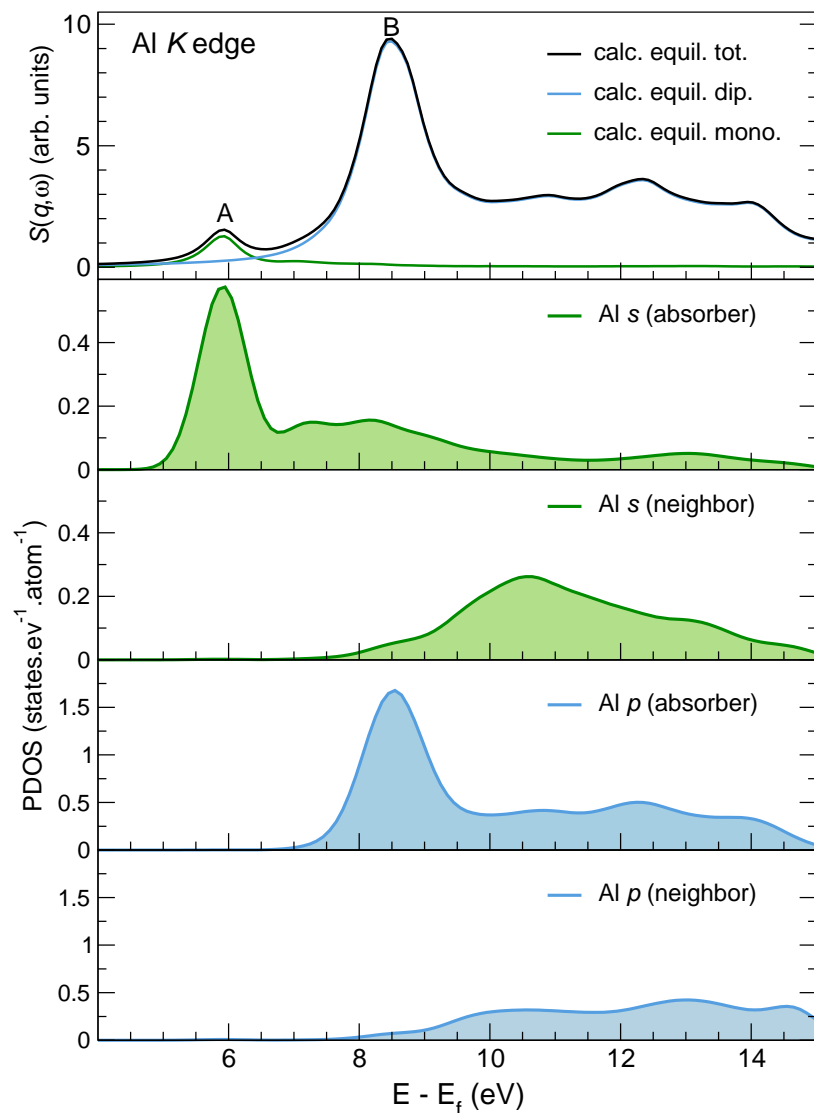 Al K edge
A
B
calc. equil. tot.
calc. equil. dip.
calc. equil. mono.
S(q,ω) (arb. units)
10
5
0
Al s (absorber)
0.4
0.2
0
Al s (neighbor)
0.4
0.2
0
PDOS (states.ev⁻¹.atom⁻¹)
Al p (absorber)
1.5
1
0.5
0
Al p (neighbor)
1.5
1
0.5
0
6 8 10 12 14
E - E_f (eV)